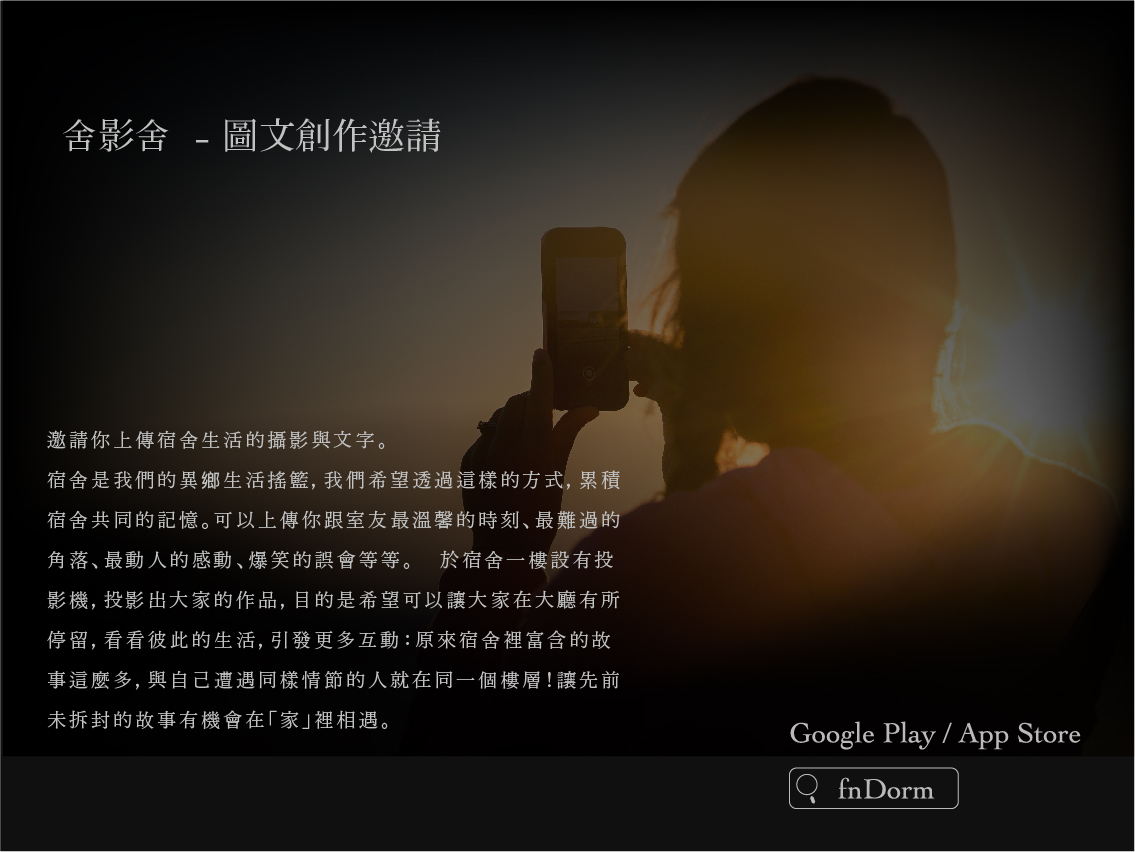 舍影舍 - 圖文創作邀請
邀請你上傳宿舍生活的攝影與文字。
宿舍是我們的異鄉生活搖籃，我們希望透過這樣的方式，累積
宿舍共同的記憶。可以上傳你跟室友最溫馨的時刻、最難過的
角落、最動人的感動、爆笑的誤會等等。 於宿舍一樓設有投
影機，投影出大家的作品，目的是希望可以讓大家在大廳有所
停留，看看彼此的生活，引發更多互動：原來宿舍裡富含的故
事這麼多，與自己遭遇同樣情節的人就在同一個樓層！讓先前
未拆封的故事有機會在「家」裡相遇。
Google Play / App Store
fnDorm